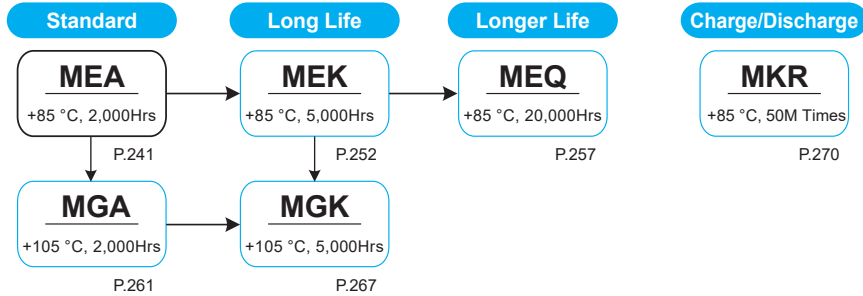 Standard
Long Life
Longer Life
Charge/Discharge
MEA
MEK
MEQ
MKR
+85 °C, 2,000Hrs
+85 °C, 5,000Hrs
+85 °C, 20,000Hrs
+85 °C, 50M Times
P.241
P.252
P.257
P.270
MGA
MGK
+105 °C, 2,000Hrs
+105 °C, 5,000Hrs
P.261
P.267